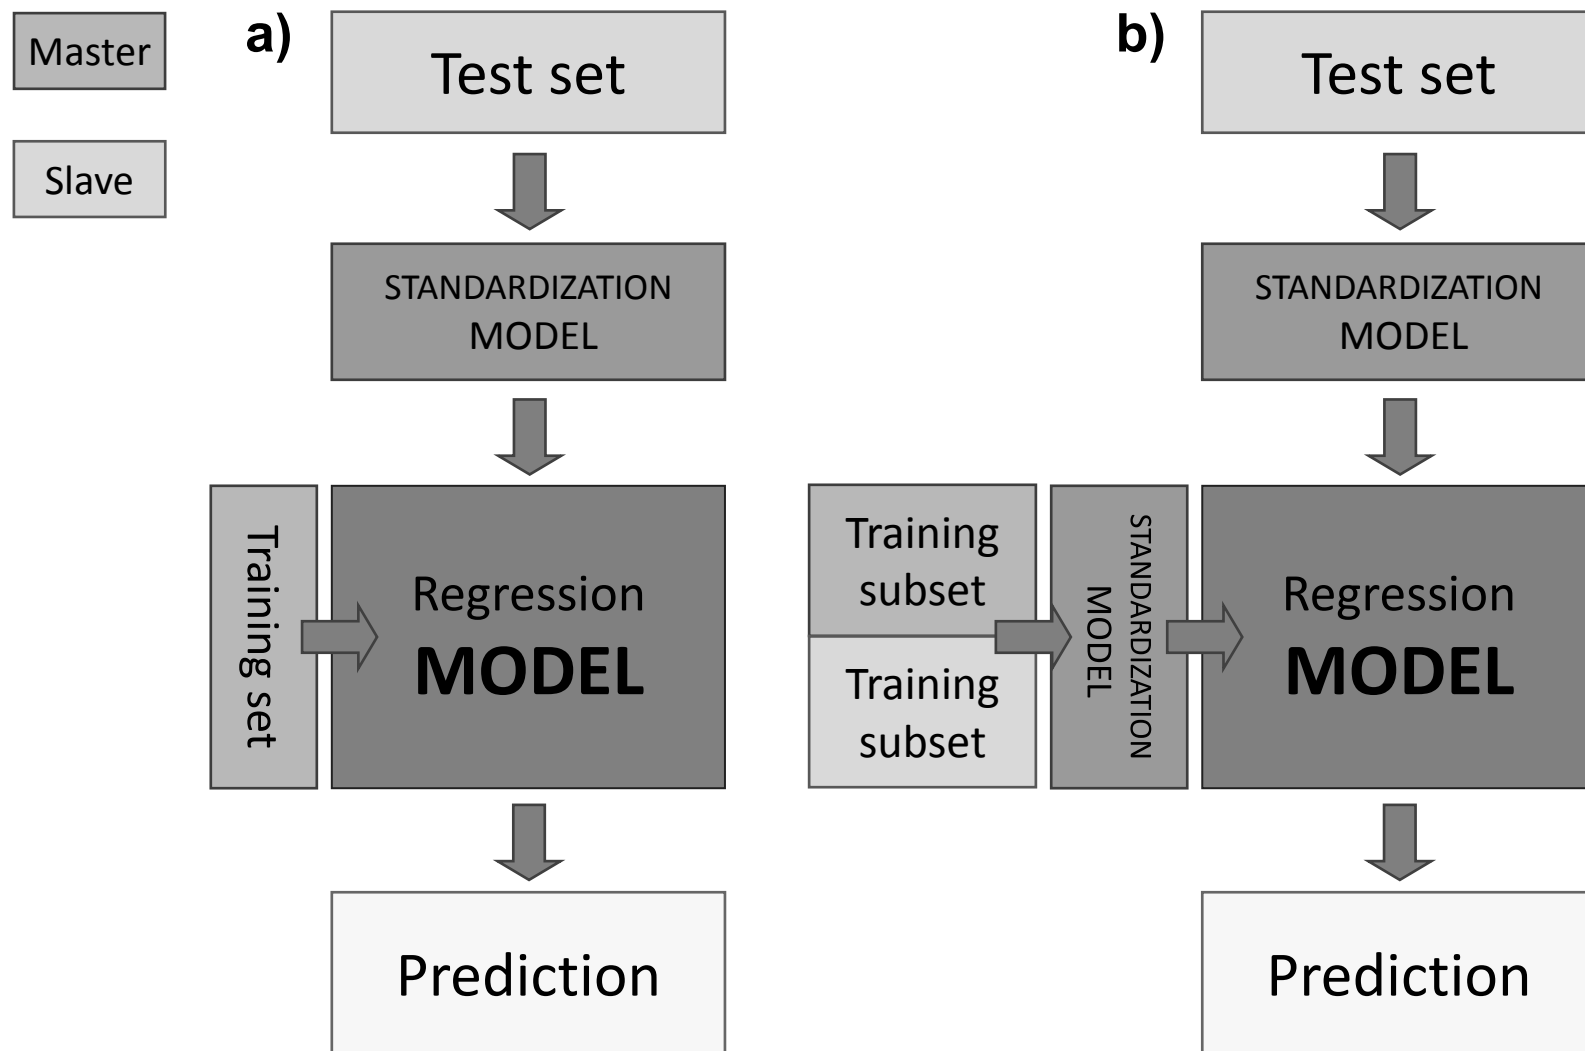 Master
Slave
a)
Test set
STANDARDIZATION
MODEL
Training set
Regression
MODEL
Prediction
b)
Test set
STANDARDIZATION
MODEL
Training
subset
Training
subset
STANDARDIZATION
MODEL
Regression
MODEL
Prediction